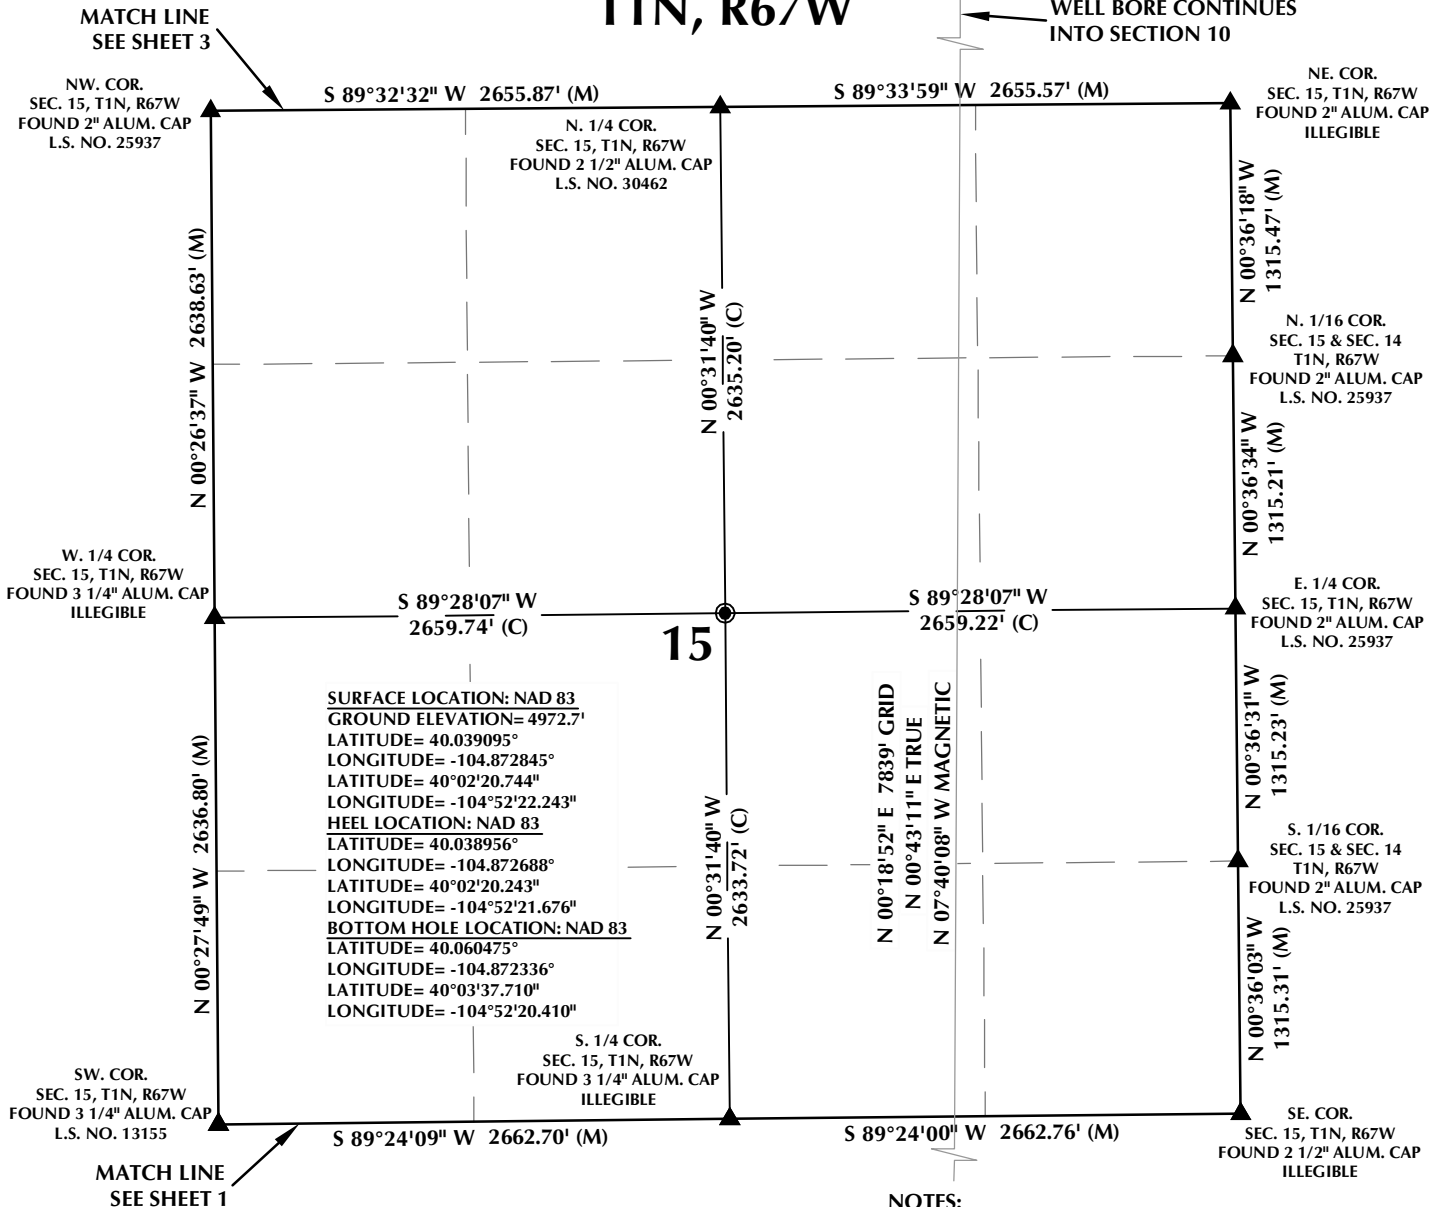 T1N, R67W
MATCH LINE
SEE SHEET 3
WELL BORE CONTINUES
INTO SECTION 10
NW. COR.
SEC. 15, T1N, R67W
FOUND 2" ALUM. CAP
L.S. NO. 25937
S 89°32'32" W 2655.87' (M)
N. 1/4 COR.
SEC. 15, T1N, R67W
FOUND 2 1/2" ALUM. CAP
L.S. NO. 30462
S 89°33'59" W 2655.57' (M)
NE. COR.
SEC. 15, T1N, R67W
FOUND 2" ALUM. CAP
ILLEGIBLE
N 00°26'37" W 2638.63' (M)
N 00°31'40" W
2635.20' (C)
N 00°36'18" W
1315.47' (M)
N. 1/16 COR.
SEC. 15 & SEC. 14
T1N, R67W
FOUND 2" ALUM. CAP
L.S. NO. 25937
N 00°36'34" W
1315.21' (M)
W. 1/4 COR.
SEC. 15, T1N, R67W
FOUND 3 1/4" ALUM. CAP
ILLEGIBLE
S 89°28'07" W
2659.74' (C)
15
S 89°28'07" W
2659.22' (C)
E. 1/4 COR.
SEC. 15, T1N, R67W
FOUND 2" ALUM. CAP
L.S. NO. 25937
N 00°27'49" W 2636.80' (M)
SURFACE LOCATION: NAD 83
GROUND ELEVATION= 4972.7'
LATITUDE= 40.039095°
LONGITUDE= -104.872845°
LATITUDE= 40°02'20.744"
LONGITUDE= -104°52'22.243"
HEEL LOCATION: NAD 83
LATITUDE= 40.038956°
LONGITUDE= -104.872688°
LATITUDE= 40°02'20.243"
LONGITUDE= -104°52'21.676"
BOTTOM HOLE LOCATION: NAD 83
LATITUDE= 40.060475°
LONGITUDE= -104.872336°
LATITUDE= 40°03'37.710"
LONGITUDE= -104°52'20.410"
N 00°31'40" W
2633.72' (C)
N 00°18'52" E 7839' GRID
N 00°43'11" E TRUE
N 07°40'08" W MAGNETIC
N 00°36'31" W
1315.23' (M)
S. 1/16 COR.
SEC. 15 & SEC. 14
T1N, R67W
FOUND 2" ALUM. CAP
L.S. NO. 25937
N 00°36'03" W
1315.31' (M)
SW. COR.
SEC. 15, T1N, R67W
FOUND 3 1/4" ALUM. CAP
L.S. NO. 13155
S. 1/4 COR.
SEC. 15, T1N, R67W
FOUND 3 1/4" ALUM. CAP
ILLEGIBLE
S 89°24'09" W 2662.70' (M)
S 89°24'00" W 2662.76' (M)
SE. COR.
SEC. 15, T1N, R67W
FOUND 2 1/2" ALUM. CAP
ILLEGIBLE
MATCH LINE
SEE SHEET 1
NOTES: